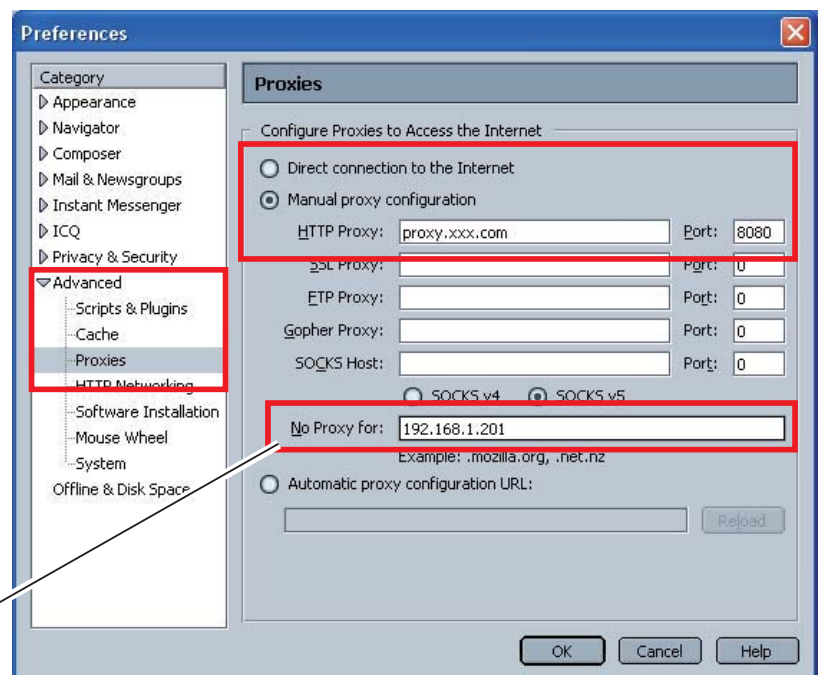 Preferences
Category
Appearance
Navigator
Composer
Mail & Newsgroups
Instant Messenger
ICQ
Privacy & Security
Advanced
Scripts & Plugins
Cache
Proxies
HTTP Networking
Software Installation
Mouse Wheel
System
Offline & Disk Space
Proxies
Configure Proxies to Access the Internet
Direct connection to the Internet
Manual proxy configuration
HTTP Proxy: proxy.xxx.com Port: 8080
SSL Proxy: Port: 0
FTP Proxy: Port: 0
Gopher Proxy: Port: 0
SOCKS Host: Port: 0
SOCKS v4 SOCKS v5
No Proxy for: 192.168.1.201
Example: .mozilla.org, .net.nz
Automatic proxy configuration URL:
Reload
OK Cancel Help